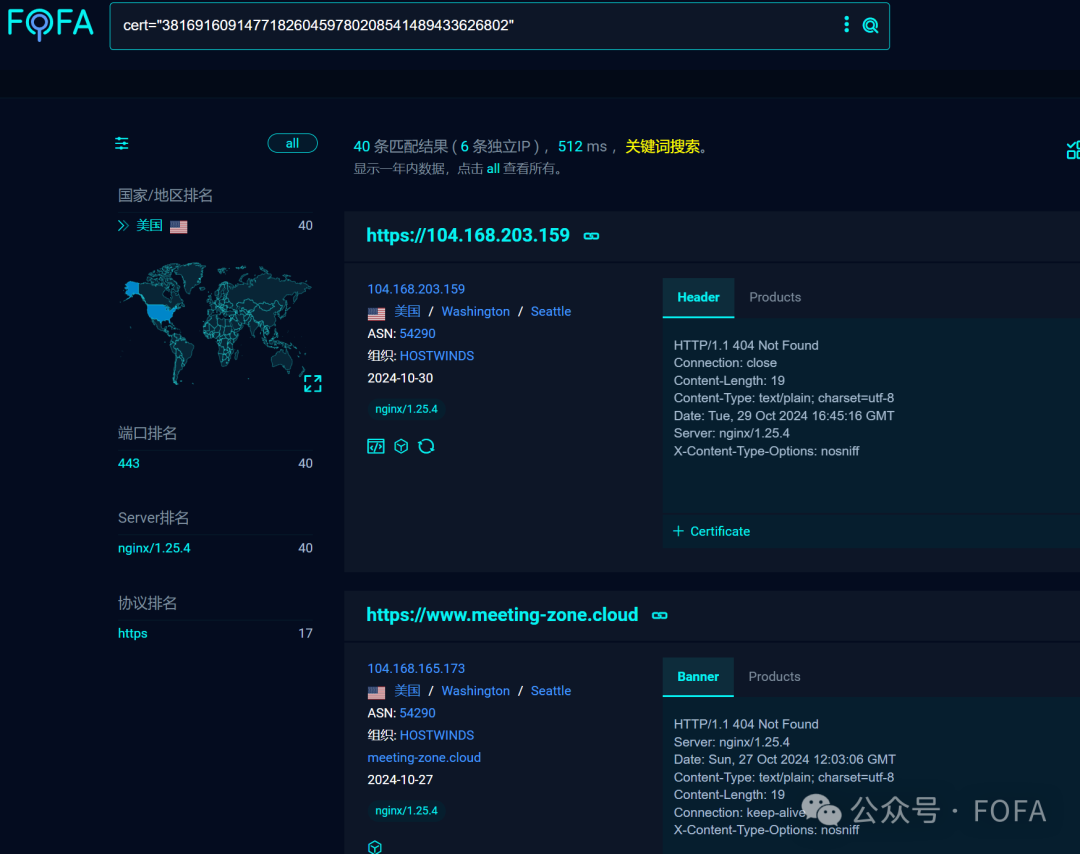 FOFA
cert="38169160914771826045978020854​1489433626802"
all
40 条匹配结果 ( 6 条独立IP ) ，512 ms ，关键词搜索。
显示一年内数据，点击 all 查看所有。
国家/地区排名
美国 40
端口排名
443 40
Server排名
nginx/1.25.4 40
协议排名
https 17
https://104.168.203.159
104.168.203.159
美国 / Washington / Seattle
ASN: 54290
组织: HOSTWINDS
2024-10-30
nginx/1.25.4
Header Products
HTTP/1.1 404 Not Found
Connection: close
Content-Length: 19
Content-Type: text/plain; charset=utf-8
Date: Tue, 29 Oct 2024 16:45:16 GMT
Server: nginx/1.25.4
X-Content-Type-Options: nosniff
+ Certificate
https://www.meeting-zone.cloud
104.168.165.173
美国 / Washington / Seattle
ASN: 54290
组织: HOSTWINDS
meeting-zone.cloud
2024-10-27
nginx/1.25.4
Banner Products
HTTP/1.1 404 Not Found
Server: nginx/1.25.4
Date: Sun, 27 Oct 2024 12:03:06 GMT
Content-Type: text/plain; charset=utf-8
Content-Length: 19
Connection: keep-alive
X-Content-Type-Options: nosniff
公众号 · FOFA